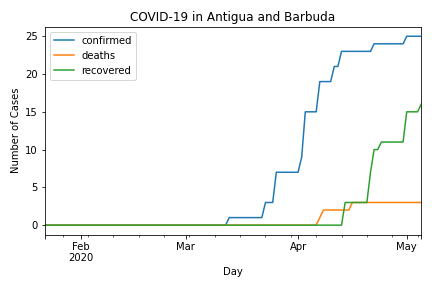 COVID-19 in Antigua and Barbuda
confirmed
deaths
recovered
Number of Cases
25
20
15
10
5
0
Feb
2020
Mar
Apr
May
Day